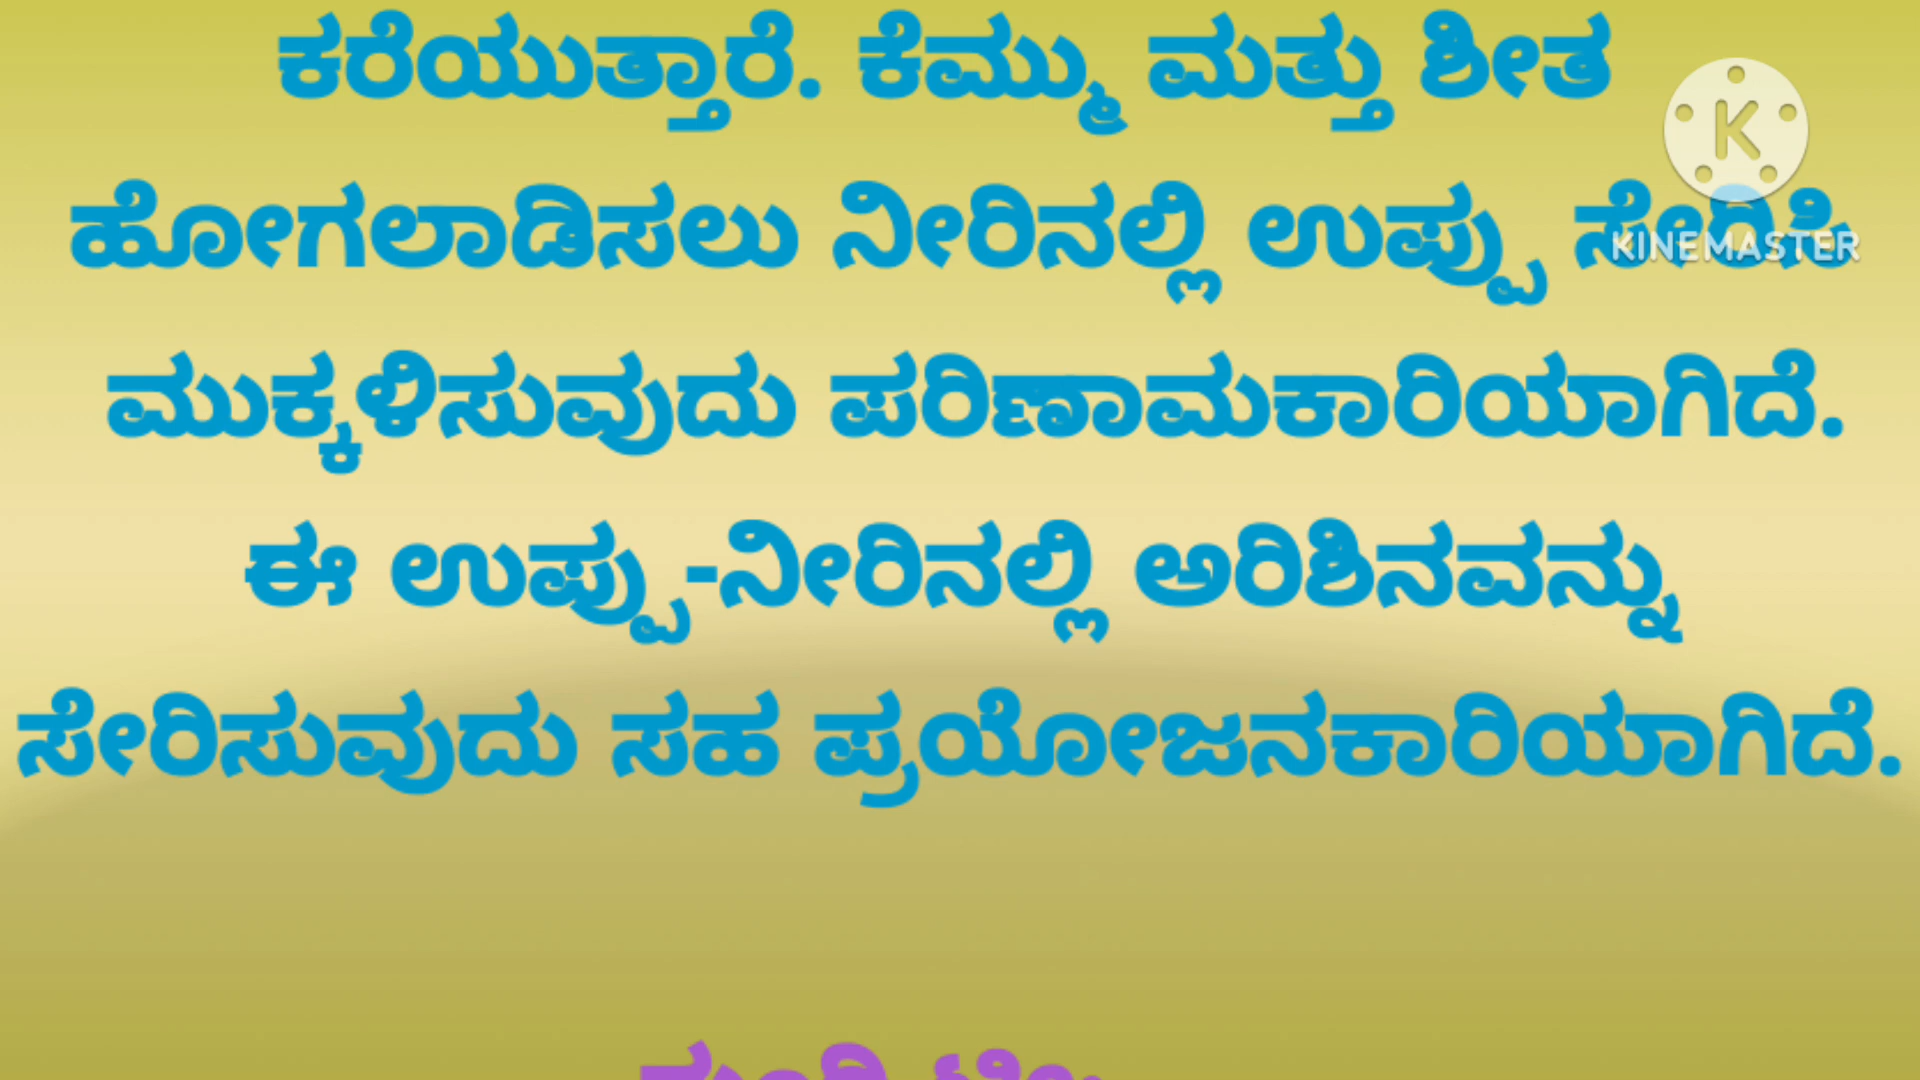 ಕರೆಯುತ್ತಾರೆ. ಕೆಮ್ಮು ಮತ್ತು ಶೀತ
ಹೋಗಲಾಡಿಸಲು ನೀರಿನಲ್ಲಿ ಉಪ್ಪು ಸೇರಿಸಿ
K
KINEMASTER
ಮುಕ್ಕಳಿಸುವುದು ಪರಿಣಾಮಕಾರಿಯಾಗಿದೆ.
ಈ ಉಪ್ಪು-ನೀರಿನಲ್ಲಿ ಅರಿಶಿನವನ್ನು
ಸೇರಿಸುವುದು ಸಹ ಪ್ರಯೋಜನಕಾರಿಯಾಗಿದೆ.